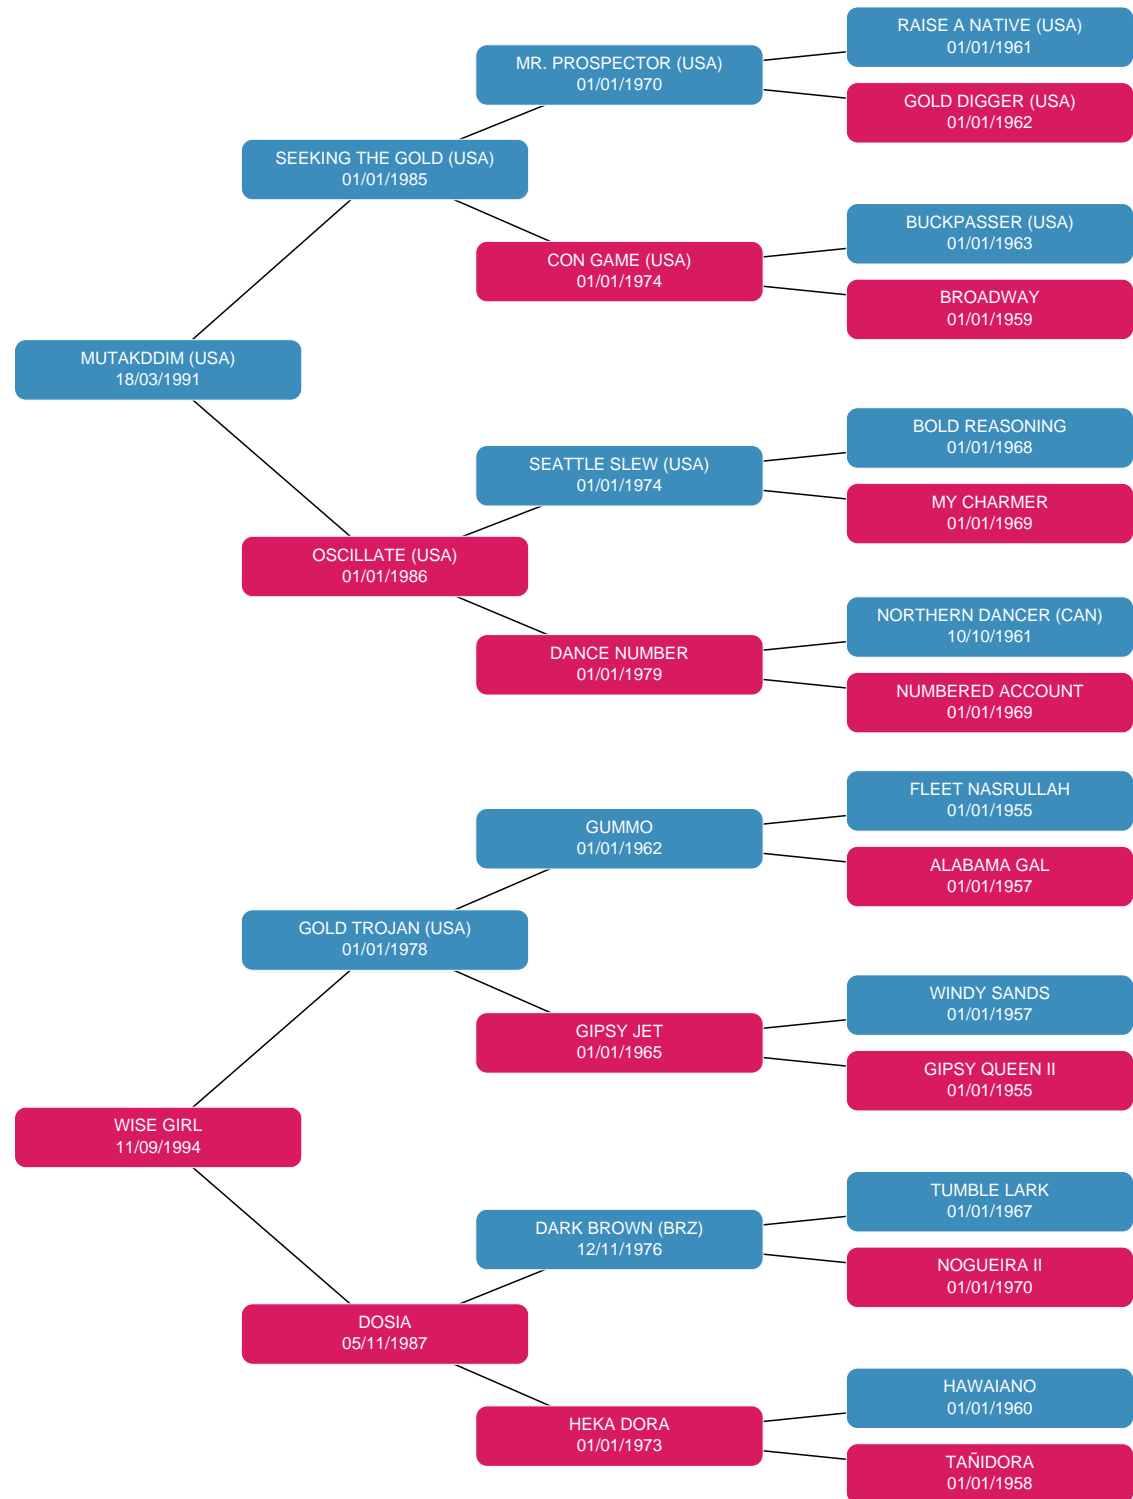 RAISE A NATIVE (USA)
01/01/1961
MR. PROSPECTOR (USA)
01/01/1970
GOLD DIGGER (USA)
01/01/1962
SEEKING THE GOLD (USA)
01/01/1985
BUCKPASSER (USA)
01/01/1963
CON GAME (USA)
01/01/1974
BROADWAY
01/01/1959
MUTAKDDIM (USA)
18/03/1991
BOLD REASONING
01/01/1968
SEATTLE SLEW (USA)
01/01/1974
MY CHARMER
01/01/1969
OSCILLATE (USA)
01/01/1986
NORTHERN DANCER (CAN)
10/10/1961
DANCE NUMBER
01/01/1979
NUMBERED ACCOUNT
01/01/1969
FLEET NASRULLAH
01/01/1955
GUMMO
01/01/1962
ALABAMA GAL
01/01/1957
GOLD TROJAN (USA)
01/01/1978
WINDY SANDS
01/01/1957
GIPSY JET
01/01/1965
GIPSY QUEEN II
01/01/1955
WISE GIRL
11/09/1994
TUMBLE LARK
01/01/1967
DARK BROWN (BRZ)
12/11/1976
NOGUEIRA II
01/01/1970
DOSIA
05/11/1987
HAWAIANO
01/01/1960
HEKA DORA
01/01/1973
TAÑIDORA
01/01/1958